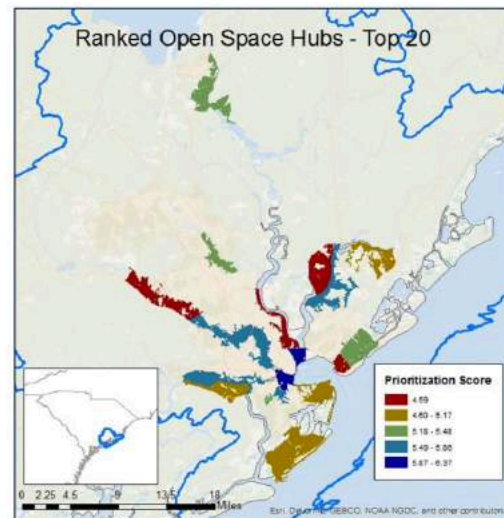 Ranked Open Space Hubs - Top 20
Prioritization Score
4.59
4.60 - 5.17
5.18 - 5.48
5.49 - 5.86
5.87 - 6.37
0 2.25 4.5 9 13.5 18
Miles
Esri, DeLorme, GEBCO, NOAA NGDC, and other contributors